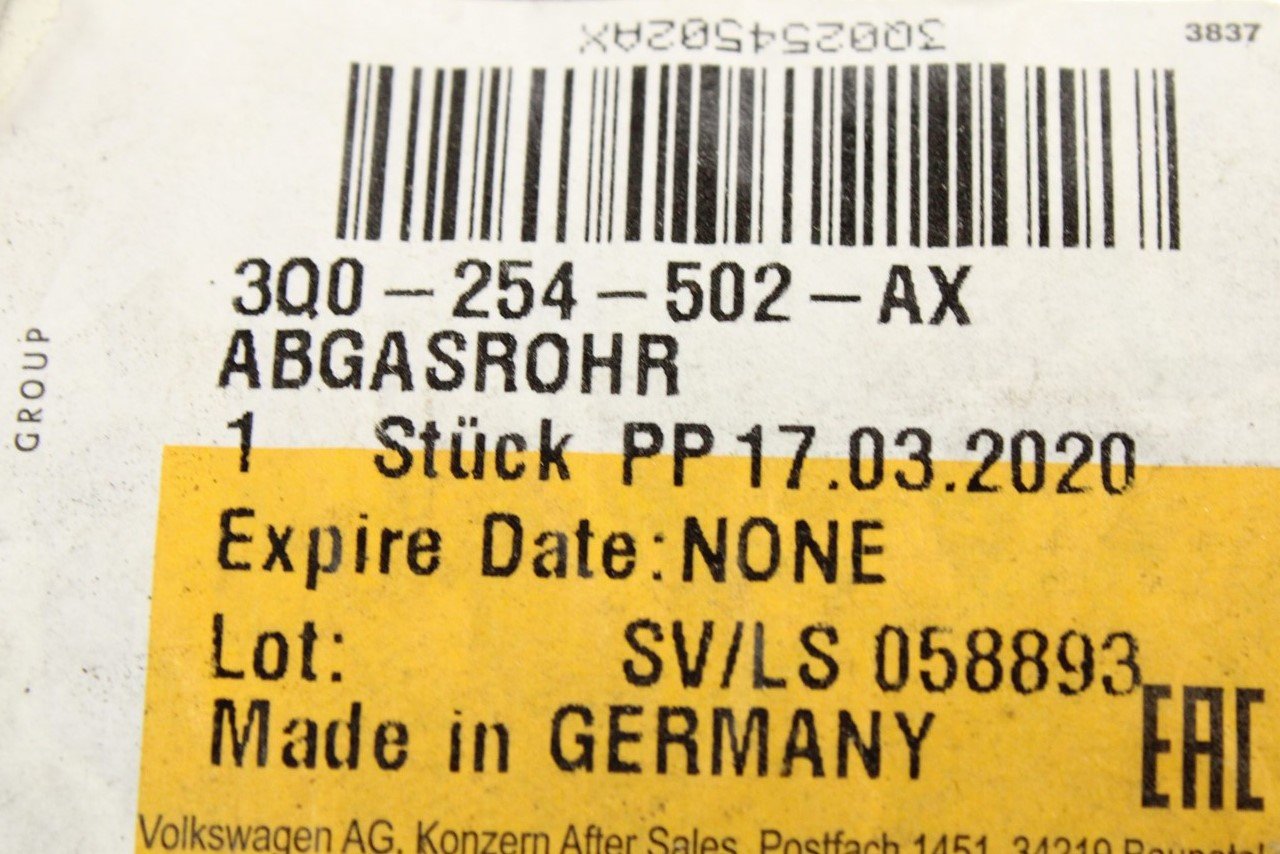 3Q0254502AX
3837
3Q0-254-502-AX
ABGASROHR
1 Stück PP 17.03.2020
Expire Date: NONE
Lot: SV/LS 058893
Made in GERMANY
EAC
Volkswagen AG, Konzern After Sales, Postfach 1451, 34219
GROUP